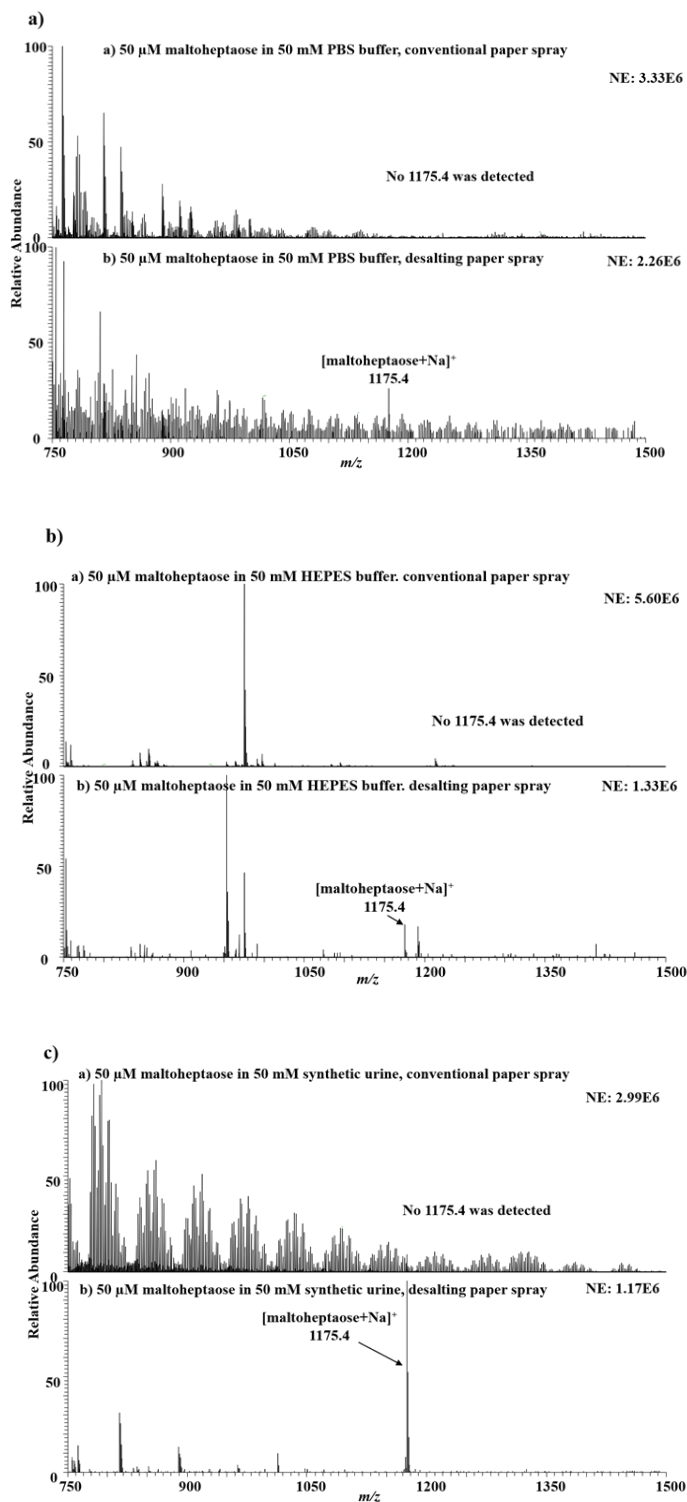 a)
a) 50 µM maltoheptaose in 50 mM PBS buffer, conventional paper spray
100
NE: 3.33E6
50
No 1175.4 was detected
0
Relative Abundance
100
b) 50 µM maltoheptaose in 50 mM PBS buffer, desalting paper spray
NE: 2.26E6
[maltoheptaose+Na]⁺
1175.4
50
0
750 900 1050 1200 1350 1500
m/z
b)
a) 50 µM maltoheptaose in 50 mM HEPES buffer. conventional paper spray
100
NE: 5.60E6
50
No 1175.4 was detected
0
Relative Abundance
100
b) 50 µM maltoheptaose in 50 mM HEPES buffer. desalting paper spray
NE: 1.33E6
[maltoheptaose+Na]⁺
1175.4
50
0
750 900 1050 1200 1350 1500
m/z
c)
a) 50 µM maltoheptaose in 50 mM synthetic urine, conventional paper spray
100
NE: 2.99E6
50
No 1175.4 was detected
0
Relative Abundance
100
b) 50 µM maltoheptaose in 50 mM synthetic urine, desalting paper spray
NE: 1.17E6
[maltoheptaose+Na]⁺
1175.4
50
0
750 900 1050 1200 1350 1500
m/z